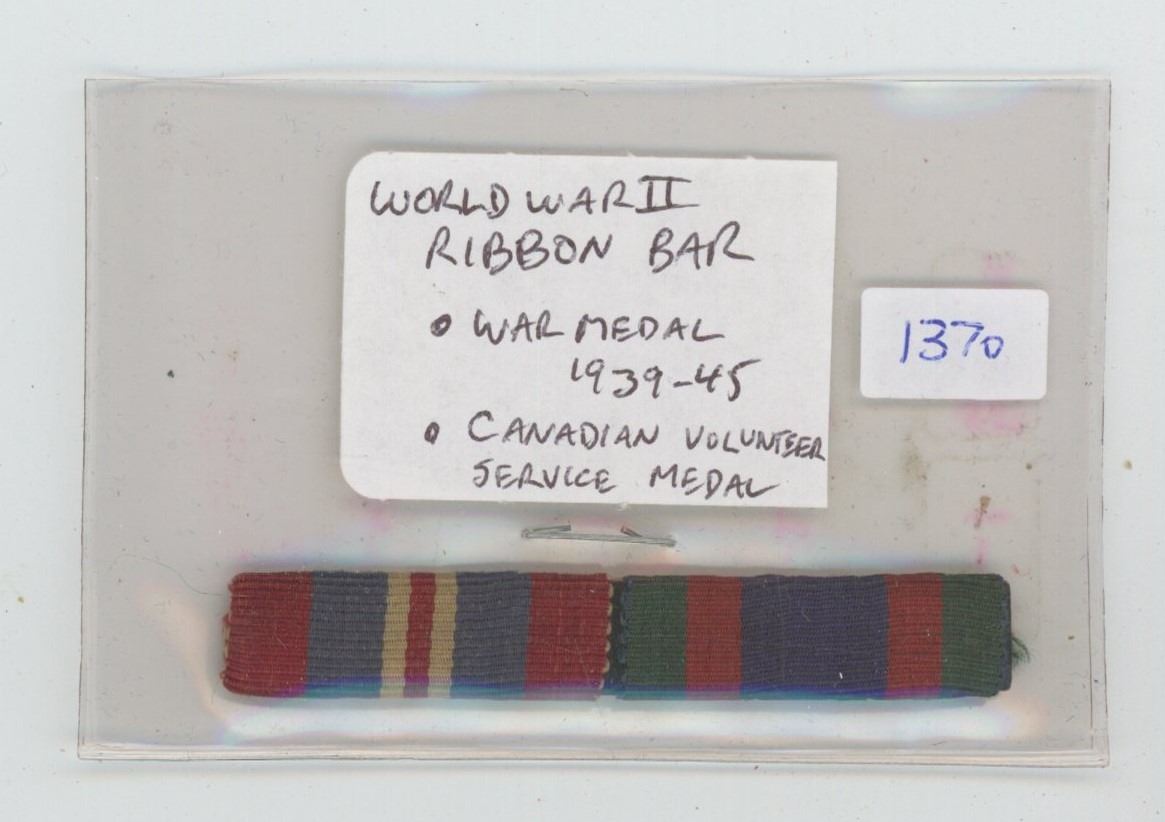 WORLD WAR II
RIBBON BAR
• WAR MEDAL
1939-45
• CANADIAN VOLUNTEER
SERVICE MEDAL
1370